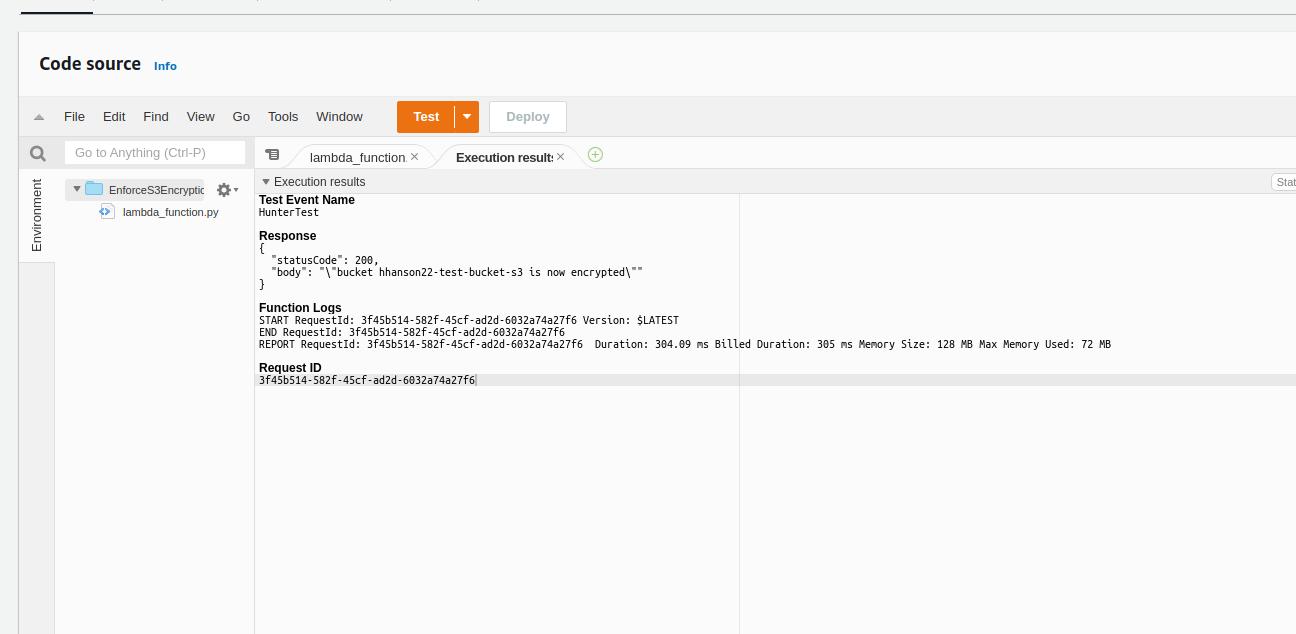 Code source Info
File Edit Find View Go Tools Window Test Deploy
Go to Anything (Ctrl-P) lambda_function. Execution results
Execution results Stat
Environment
EnforceS3Encryptic
lambda_function.py
Test Event Name
HunterTest
Response
{
"statusCode": 200,
"body": "\"bucket hhanson22-test-bucket-s3 is now encrypted\""
}
Function Logs
START RequestId: 3f45b514-582f-45cf-ad2d-6032a74a27f6 Version: $LATEST
END RequestId: 3f45b514-582f-45cf-ad2d-6032a74a27f6
REPORT RequestId: 3f45b514-582f-45cf-ad2d-6032a74a27f6 Duration: 304.09 ms Billed Duration: 305 ms Memory Size: 128 MB Max Memory Used: 72 MB
Request ID
3f45b514-582f-45cf-ad2d-6032a74a27f6